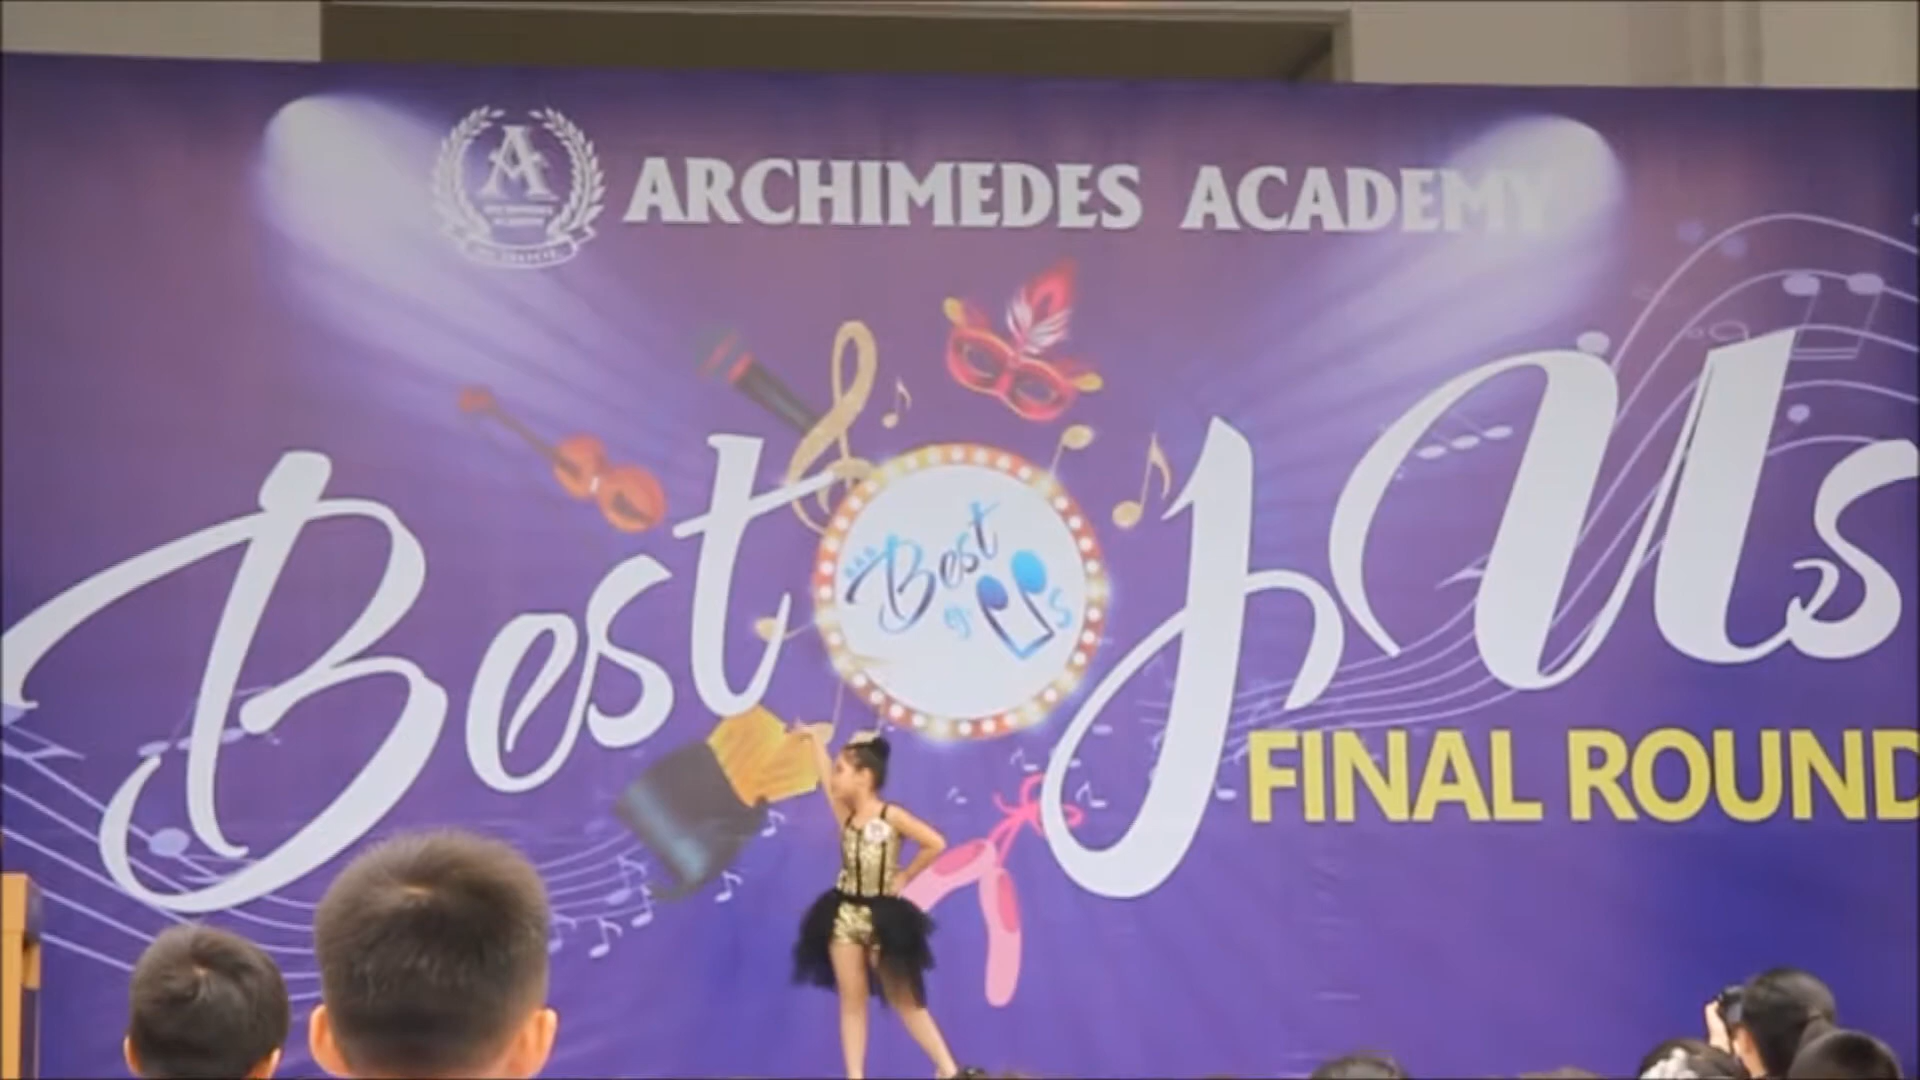 ARCHIMEDES ACADEMY
Best of Us
Best
of us
FINAL ROUND